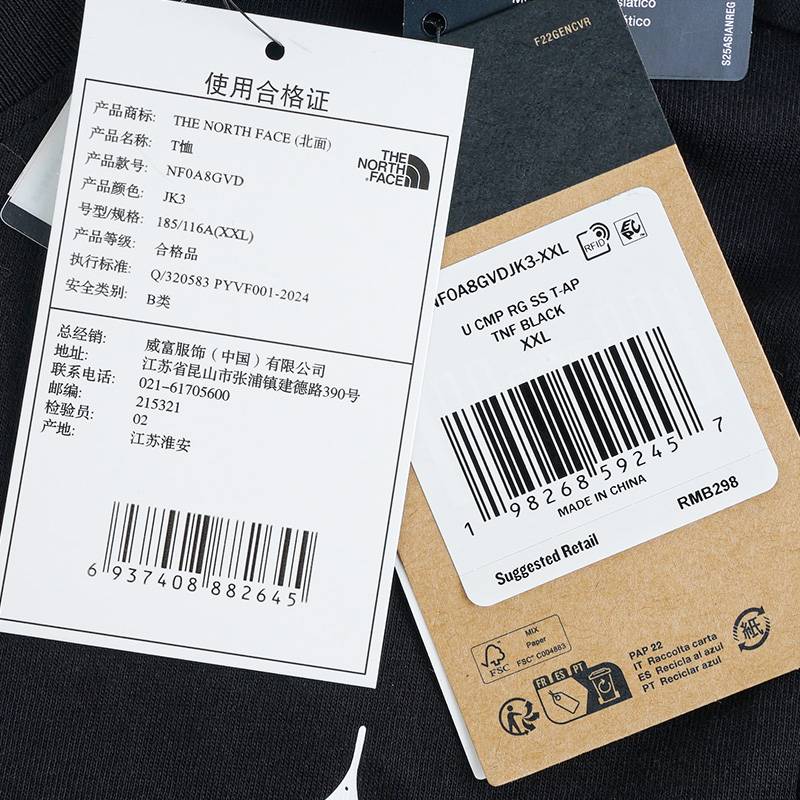 使用合格证
产品商标: THE NORTH FACE (北面)
产品名称: T恤
产品款号: NF0A8GVD
产品颜色: JK3
号型/规格: 185/116A(XXL)
产品等级: 合格品
执行标准: Q/320583 PYVF001-2024
安全类别: B类
THE
NORTH
FACE
总经销: 威富服饰（中国）有限公司
地址: 江苏省昆山市张浦镇建德路390号
联系电话: 021-61705600
邮编: 215321
检验员: 02
产地: 江苏淮安
6 937408 882645
F22GENCVR
siático
ático
S25ASIANREG
NF0A8GVDJK3-XXL
RFID
EPC
U CMP RG SS T-AP
TNF BLACK
XXL
1 98268 59245 7
MADE IN CHINA
Suggested Retail RMB298
FSC
MIX
Paper
FSC® C004883
FR ES PT
PAP 22
IT Raccolta carta
ES Recicla al azul
PT Reciclar azul
紙